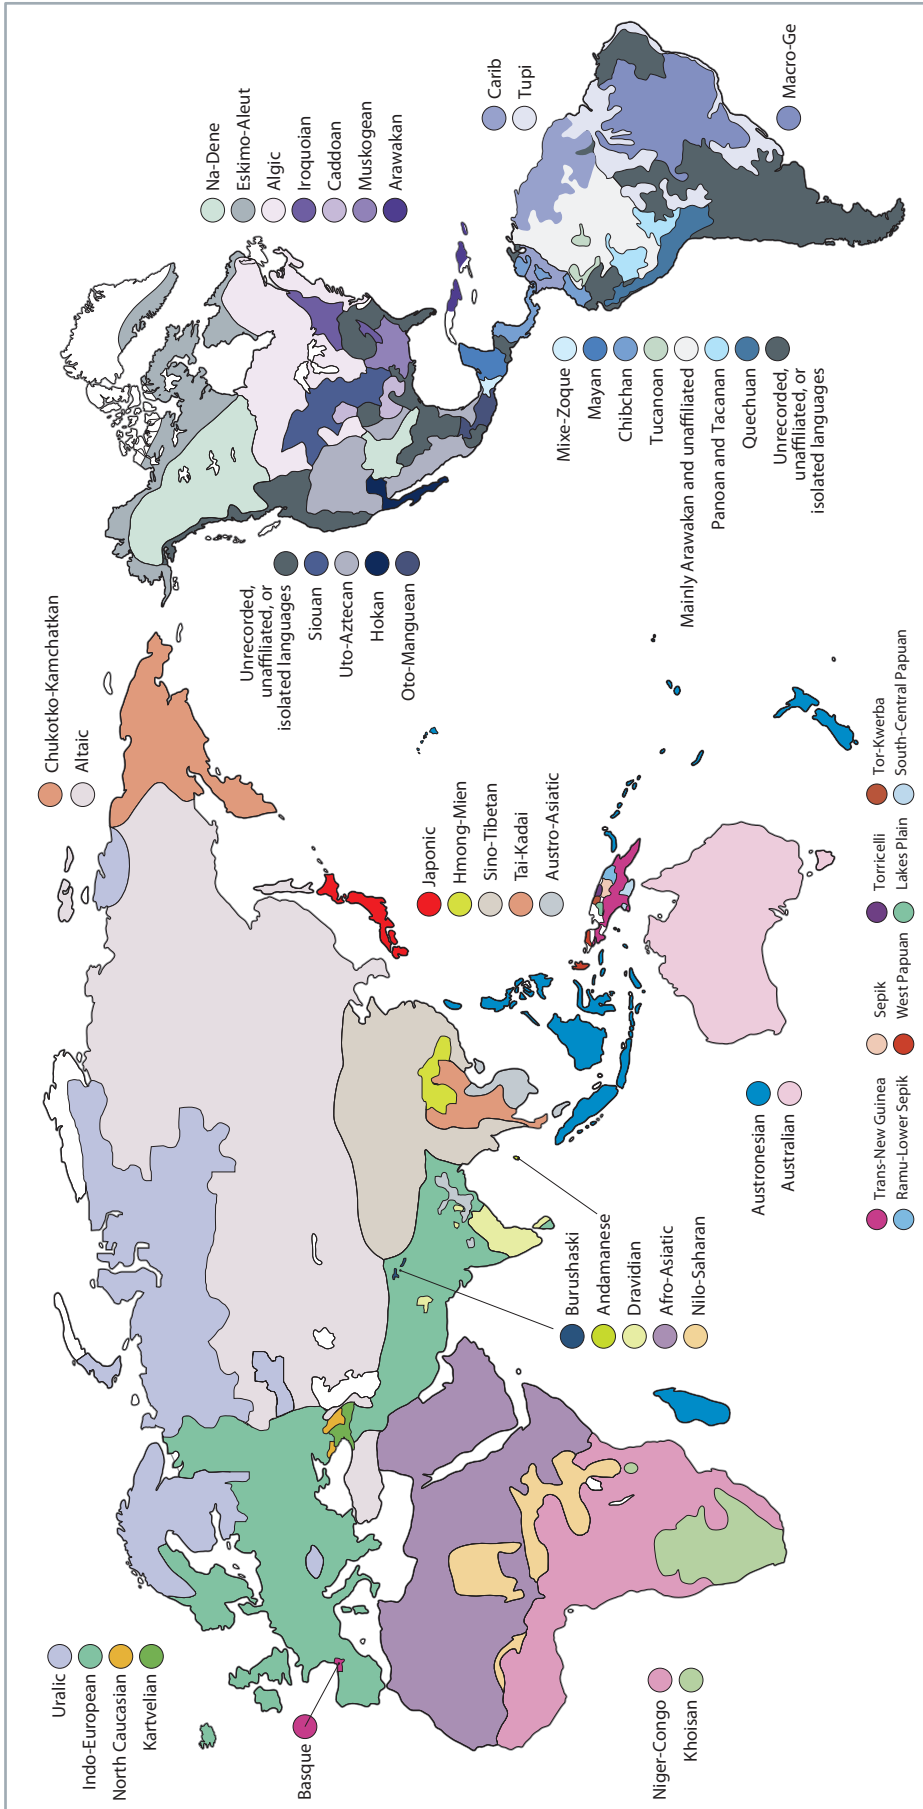 Uralic
Indo-European
North Caucasian
Kartvelian
Basque
Niger-Congo
Khoisan
Chukotko-Kamchatkan
Altaic
Japonic
Hmong-Mien
Sino-Tibetan
Tai-Kadai
Austro-Asiatic
Burushaski
Andamanese
Dravidian
Afro-Asiatic
Nilo-Saharan
Austronesian
Australian
Trans-New Guinea
Ramu-Lower Sepik
Sepik
West Papuan
Torricelli
Lakes Plain
Tor-Kwerba
South-Central Papuan
Na-Dene
Eskimo-Aleut
Algic
Iroquoian
Caddoan
Muskogean
Arawakan
Unrecorded,
unaffiliated, or
isolated languages
Siouan
Uto-Aztecan
Hokan
Oto-Manguean
Carib
Tupi
Mixe-Zoque
Mayan
Chibchan
Tucanoan
Mainly Arawakan and unaffiliated
Panoan and Tacanan
Quechuan
Unrecorded,
unaffiliated, or
isolated languages
Macro-Ge